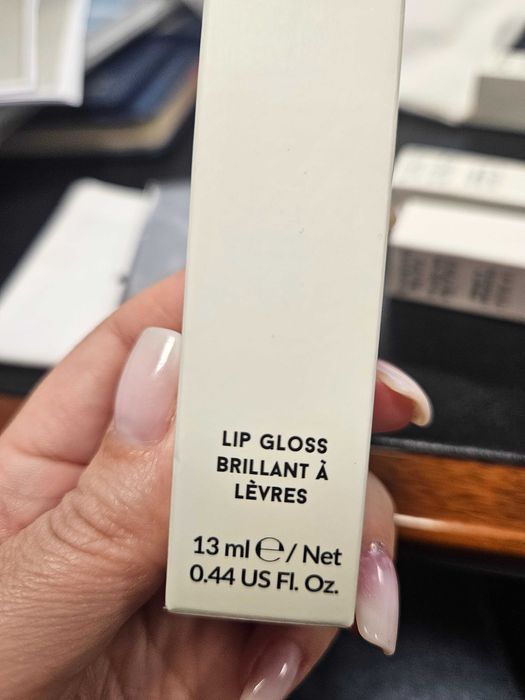 LIP GLOSS
BRILLANT À
LÈVRES
13 ml ℮ / Net
0.44 US Fl. Oz.